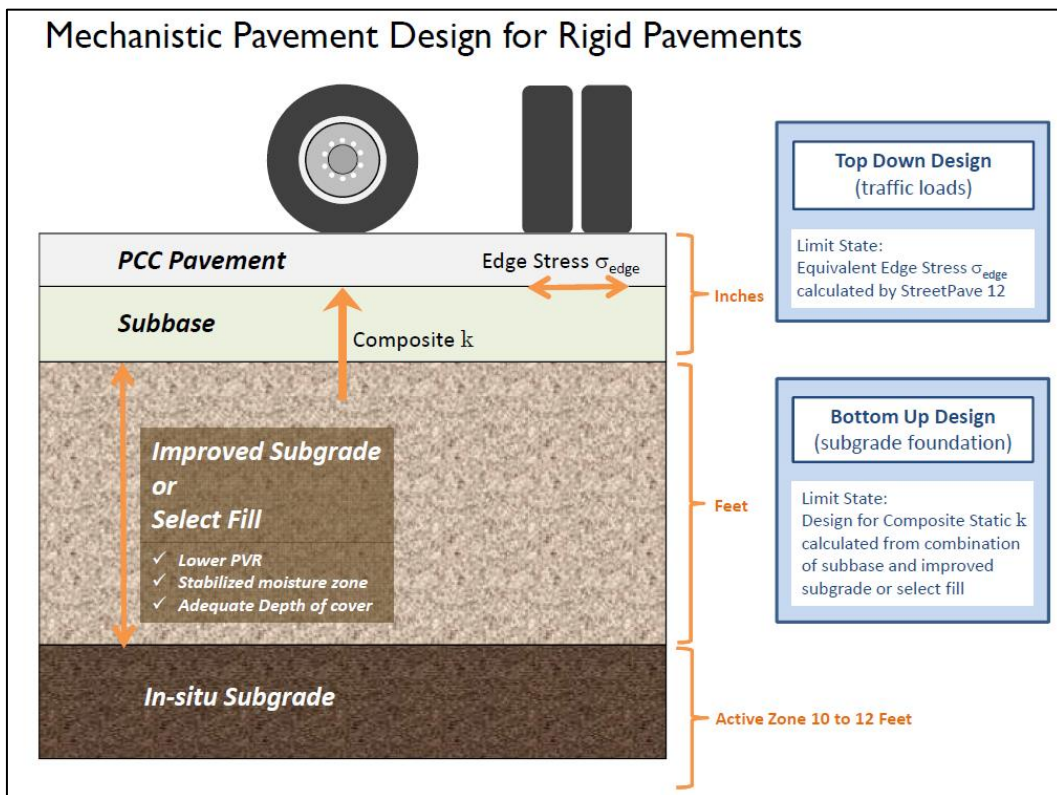 Mechanistic Pavement Design for Rigid Pavements
PCC Pavement
Edge Stress σedge
Subbase
Composite k
Inches
Improved Subgrade
or
Select Fill
✓ Lower PVR
✓ Stabilized moisture zone
✓ Adequate Depth of cover
Feet
In-situ Subgrade
Active Zone 10 to 12 Feet
Top Down Design
(traffic loads)
Limit State:
Equivalent Edge Stress σedge
calculated by StreetPave 12
Bottom Up Design
(subgrade foundation)
Limit State:
Design for Composite Static k
calculated from combination
of subbase and improved
subgrade or select fill